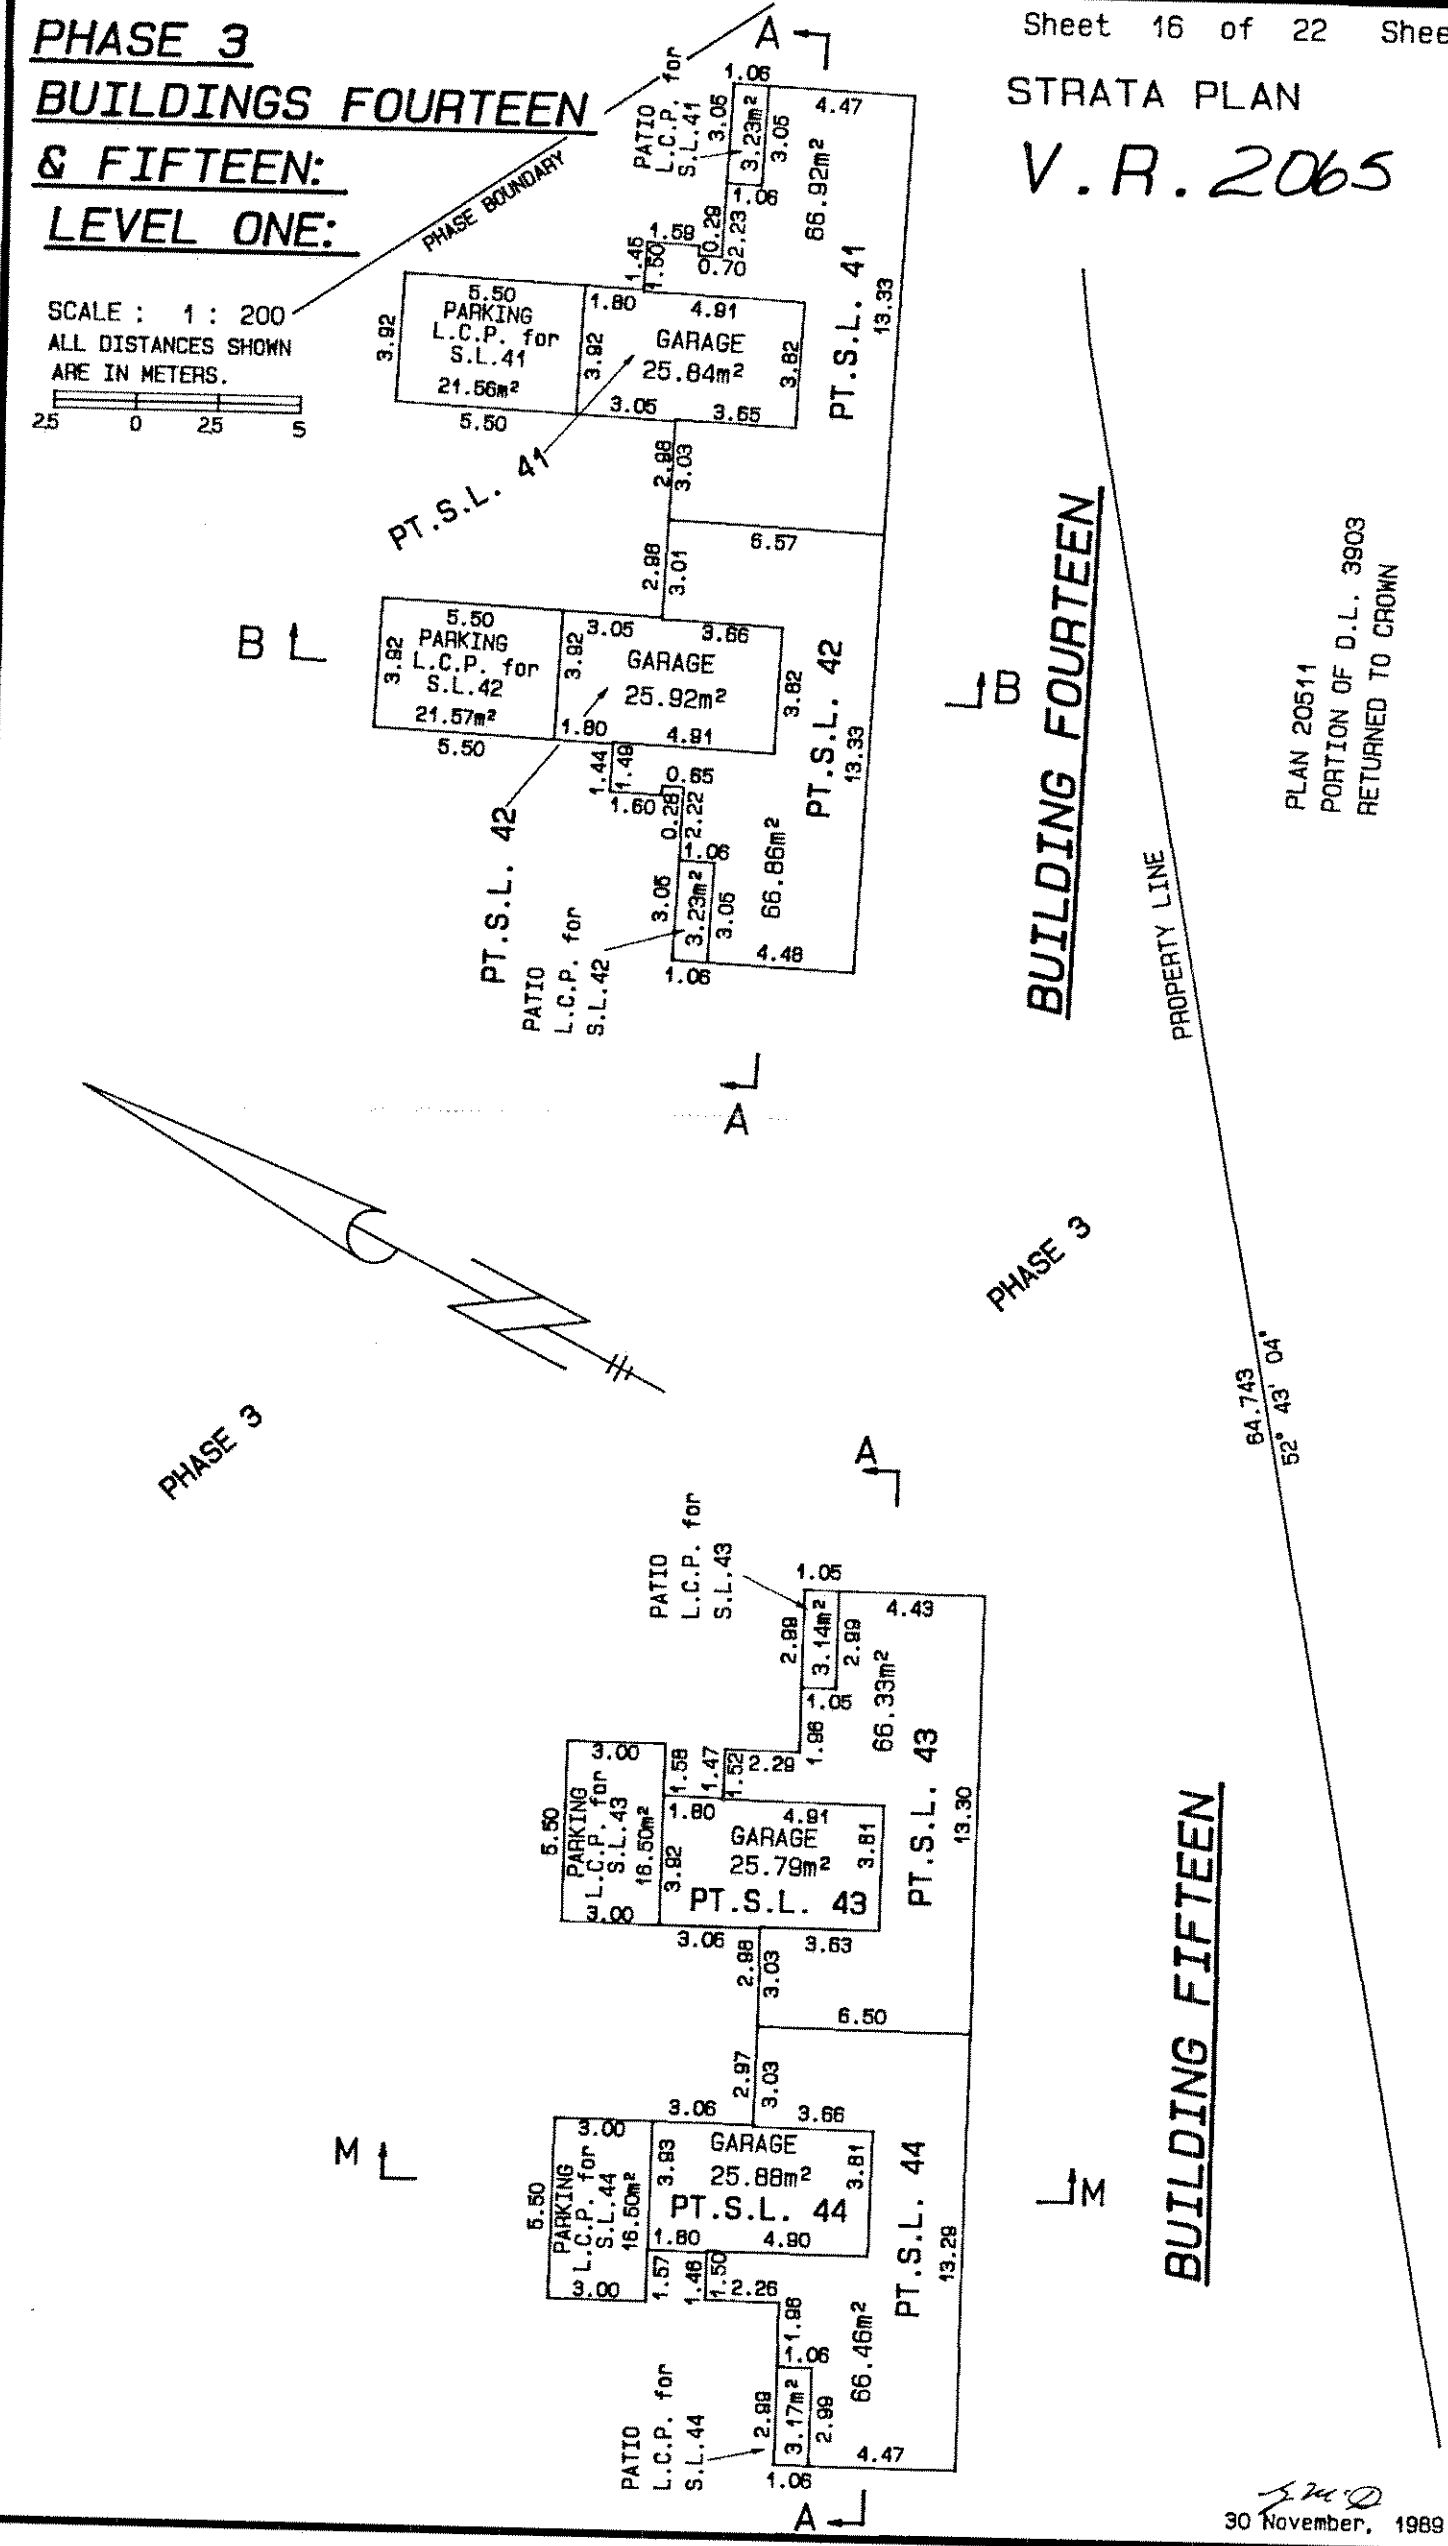 PHASE 3
BUILDINGS FOURTEEN
& FIFTEEN:
LEVEL ONE:
SCALE : 1 : 200
ALL DISTANCES SHOWN
ARE IN METERS.
2.5 0 2.5 5
Sheet 16 of 22 Shee
STRATA PLAN
V.R. 2065
PHASE BOUNDARY
A
PATIO
L.C.P. for
S.L.41
1.06
4.47
3.05
3.23m²
3.05
1.06
66.92m²
1.45
1.50
1.58
0.29
2.23
0.70
PT.S.L. 41
13.33
5.50
PARKING
L.C.P. for
S.L.41
21.56m²
3.92
5.50
1.80
4.91
GARAGE
25.84m²
3.92
3.82
3.05
3.65
PT.S.L. 41
2.98
3.03
6.57
2.98
3.01
B
5.50
PARKING
L.C.P. for
S.L.42
21.57m²
3.92
5.50
3.05
3.66
GARAGE
25.92m²
3.92
3.82
1.80
4.91
PT.S.L. 42
13.33
B
1.44
1.49
1.60
0.65
0.28
2.22
1.06
PT.S.L. 42
PATIO
L.C.P. for
S.L.42
3.05
3.23m²
3.05
66.86m²
1.06
4.48
A
BUILDING FOURTEEN
PROPERTY LINE
PLAN 20511
PORTION OF D.L. 3903
RETURNED TO CROWN
N
PHASE 3
PHASE 3
64.743
52° 43' 04"
A
PATIO
L.C.P. for
S.L.43
1.05
4.43
2.99
3.14m²
2.99
1.05
66.33m²
1.96
1.58
1.47
1.52
2.29
3.00
5.50
PARKING
L.C.P. for
S.L.43
16.50m²
3.00
1.80
4.91
GARAGE
25.79m²
3.92
3.81
PT.S.L. 43
3.06
3.63
PT.S.L. 43
13.30
2.98
3.03
6.50
2.97
3.03
M
3.06
3.66
3.00
5.50
PARKING
L.C.P. for
S.L.44
16.50m²
3.00
GARAGE
25.88m²
3.93
3.81
PT.S.L. 44
1.80
4.90
PT.S.L. 44
13.29
M
1.57
1.46
1.50
2.26
1.96
1.06
PATIO
L.C.P. for
S.L.44
2.99
3.17m²
2.99
66.46m²
1.06
4.47
A
BUILDING FIFTEEN
30 November, 1989